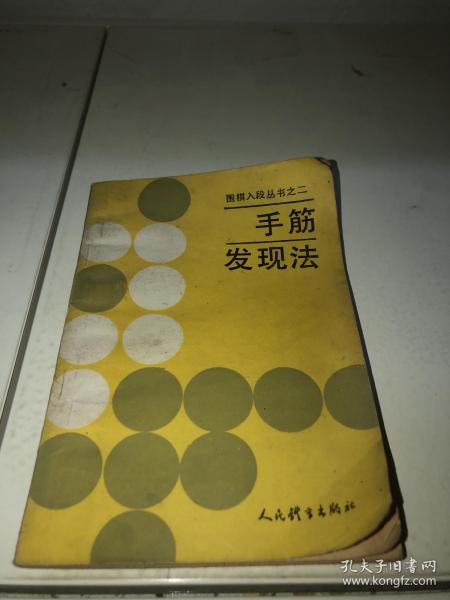 围棋入段丛书之二
手筋
发现法
人民体育出版社
孔夫子旧书网
www.kongfz.com